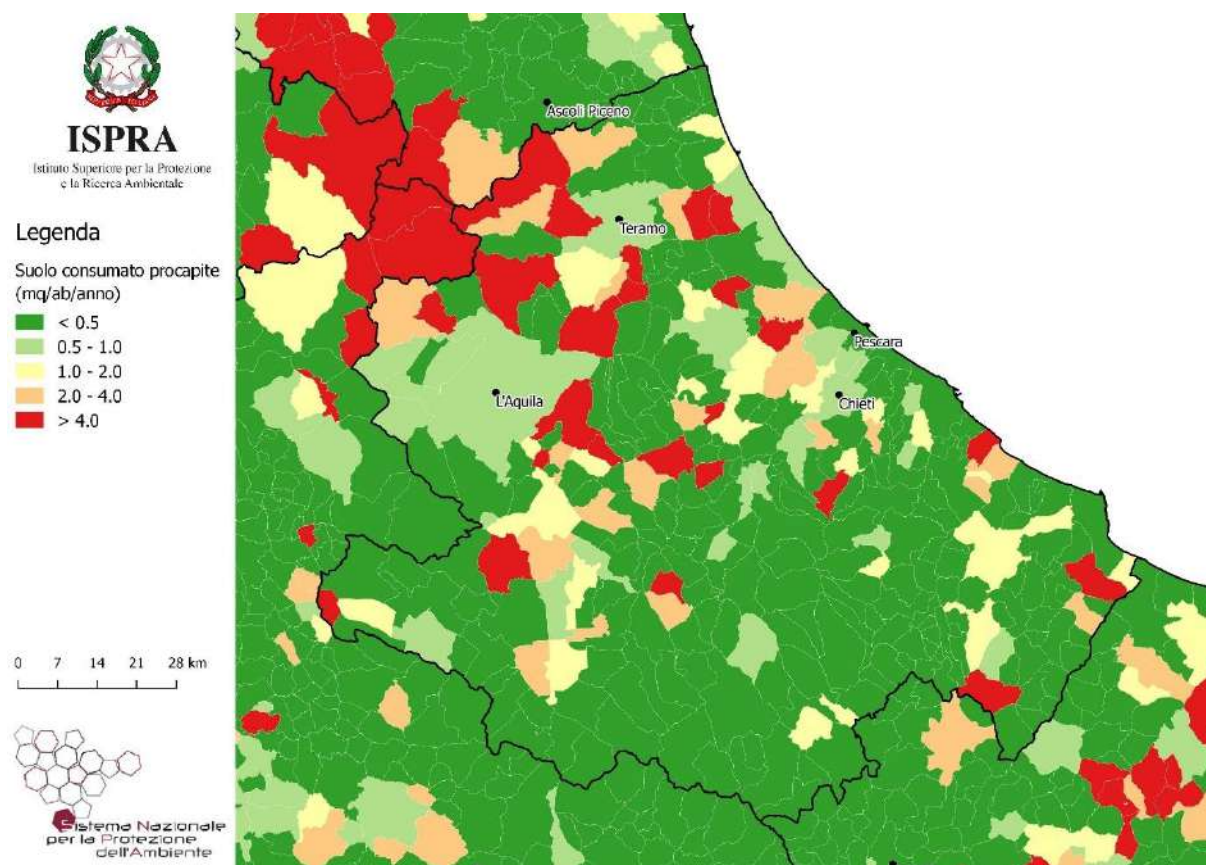 ISPRA
Istituto Superiore per la Protezione
e la Ricerca Ambientale
Legenda
Suolo consumato procapite
(mq/ab/anno)
< 0.5
0.5 - 1.0
1.0 - 2.0
2.0 - 4.0
> 4.0
Ascoli Piceno
Teramo
Pescara
L'Aquila
Chieti
0 7 14 21 28 km
Sistema Nazionale
per la Protezione
dell'Ambiente